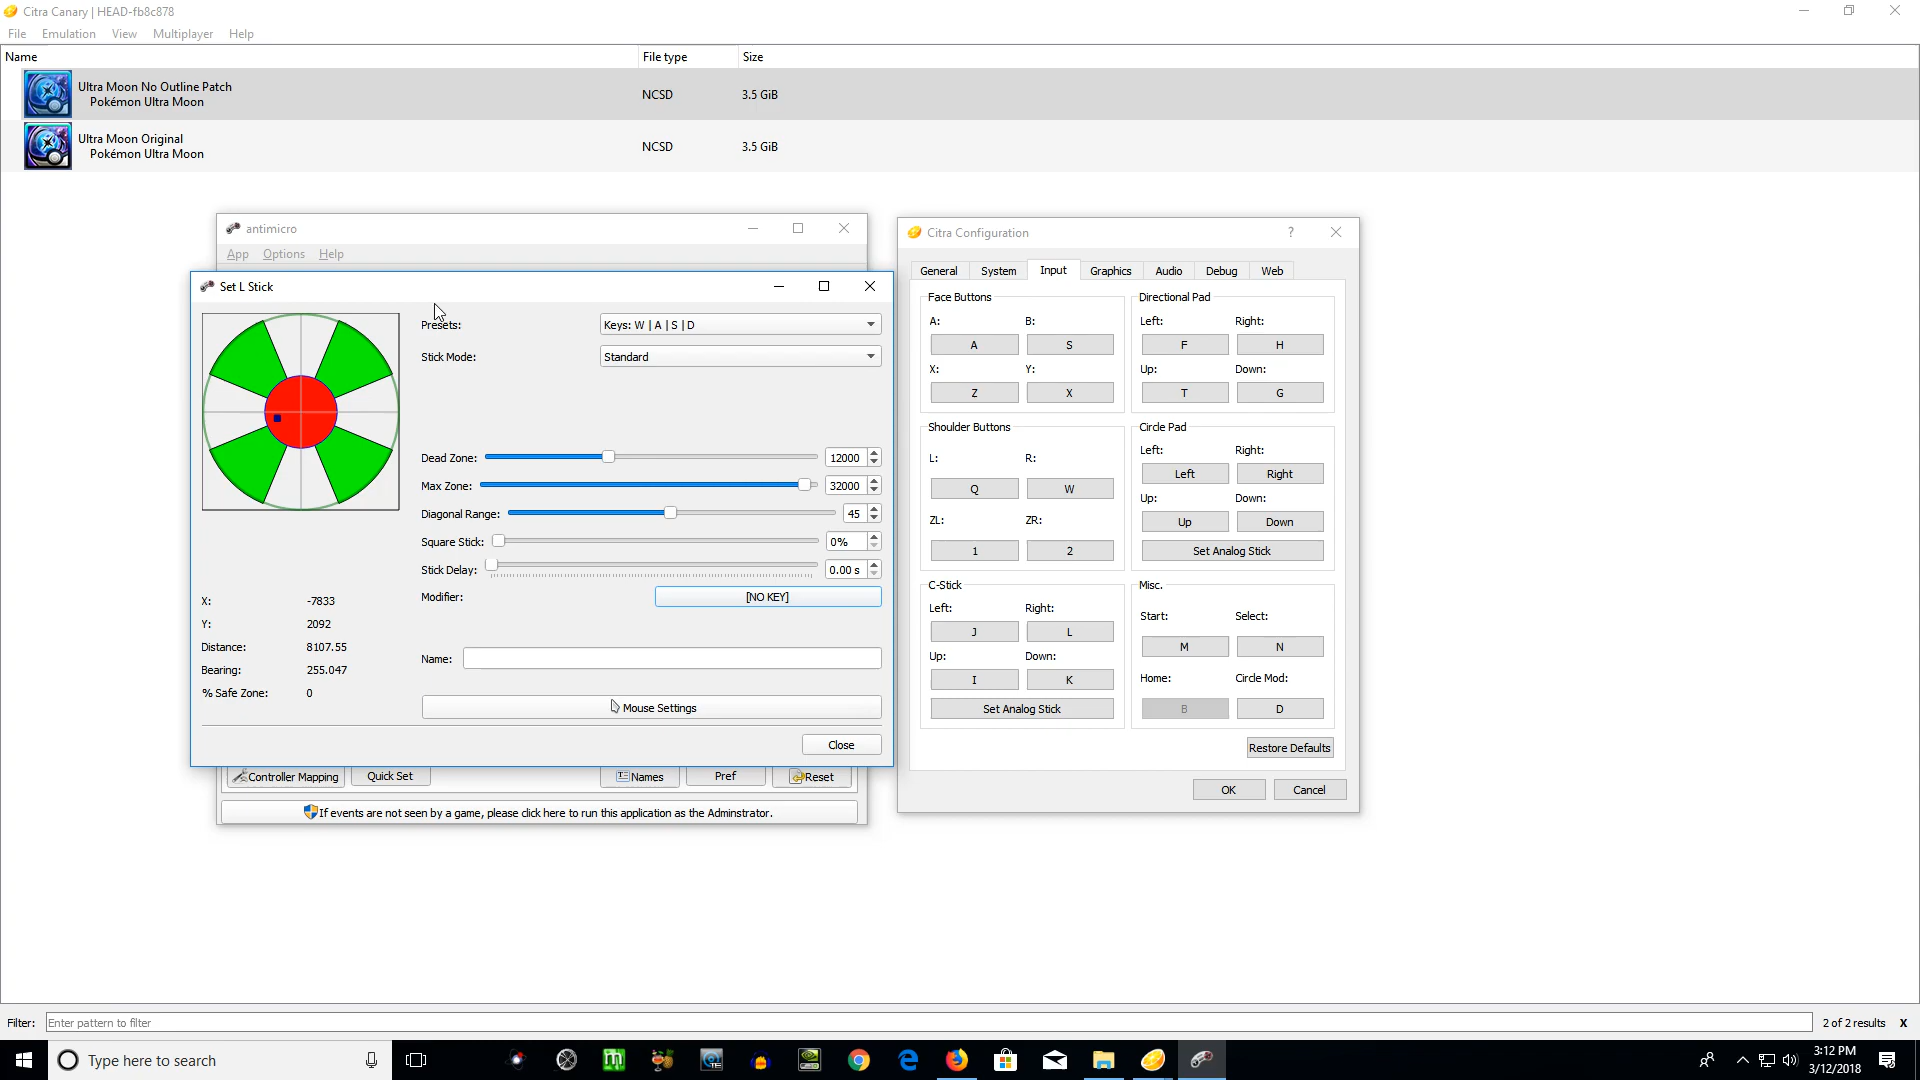 Citra Canary | HEAD-fb8c878
File Emulation View Multiplayer Help
Name File type Size
Ultra Moon No Outline Patch
Pokémon Ultra Moon
NCSD 3.5 GiB
Ultra Moon Original
Pokémon Ultra Moon
NCSD 3.5 GiB
antimicro
App Options Help
Set L Stick
Presets: Keys: W | A | S | D
Stick Mode: Standard
Dead Zone: 12000
Max Zone: 32000
Diagonal Range: 45
Square Stick: 0%
Stick Delay: 0.00 s
Modifier: [NO KEY]
X: -7833
Y: 2092
Distance: 8107.55
Bearing: 255.047
% Safe Zone: 0
Name:
Mouse Settings
Close
Controller Mapping Quick Set Names Pref Reset
If events are not seen by a game, please click here to run this application as the Adminstrator.
Citra Configuration ?
General System Input Graphics Audio Debug Web
Face Buttons
A: B:
A S
X: Y:
Z X
Directional Pad
Left: Right:
F H
Up: Down:
T G
Shoulder Buttons
L: R:
Q W
ZL: ZR:
1 2
Circle Pad
Left: Right:
Left Right
Up: Down:
Up Down
Set Analog Stick
C-Stick
Left: Right:
J L
Up: Down:
I K
Set Analog Stick
Misc.
Start: Select:
M N
Home: Circle Mod:
B D
Restore Defaults
OK Cancel
Filter: Enter pattern to filter 2 of 2 results X
Type here to search
3:12 PM
3/12/2018